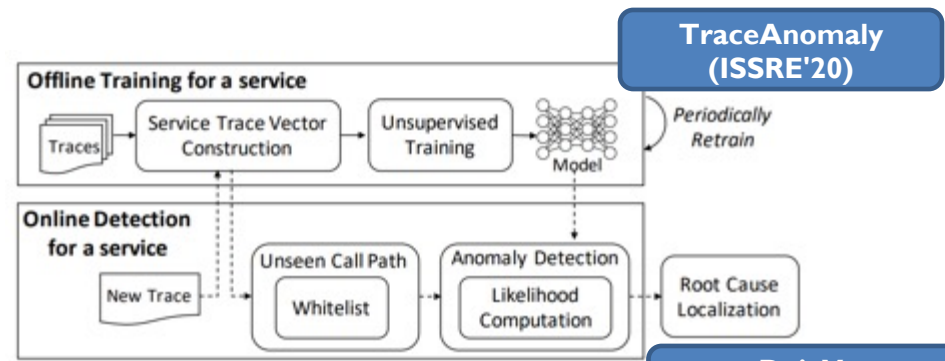 TraceAnomaly
(ISSRE'20)
Offline Training for a service
Traces
Service Trace Vector
Construction
Unsupervised
Training
Model
Periodically
Retrain
Online Detection
for a service
New Trace
Unseen Call Path
Whitelist
Anomaly Detection
Likelihood
Computation
Root Cause
Localization